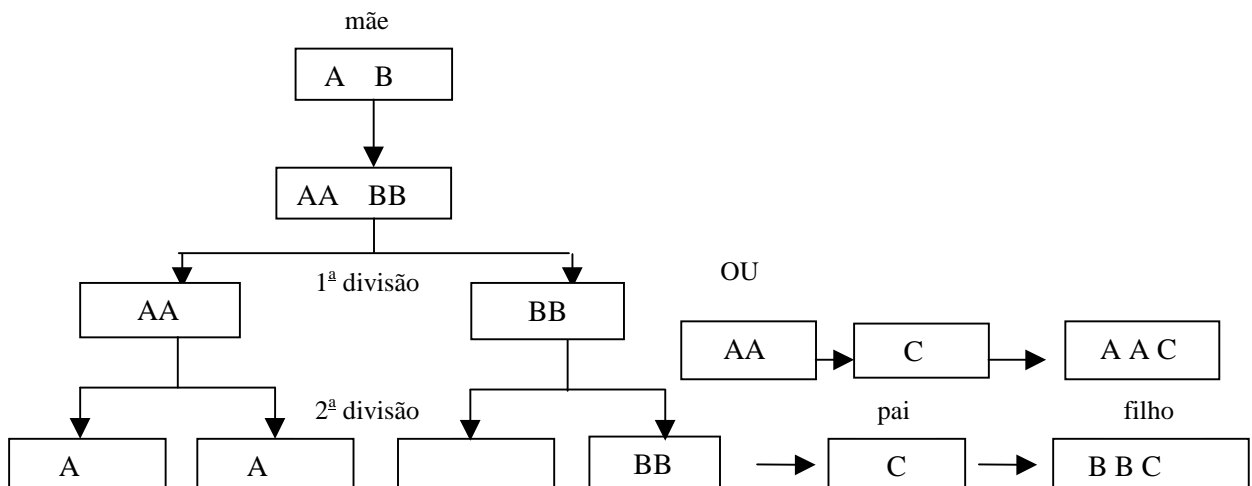 mãe
A B
AA BB
1ª divisão
OU
AA
BB
AA
C
A A C
2ª divisão
pai
filho
A
A
BB
C
B B C